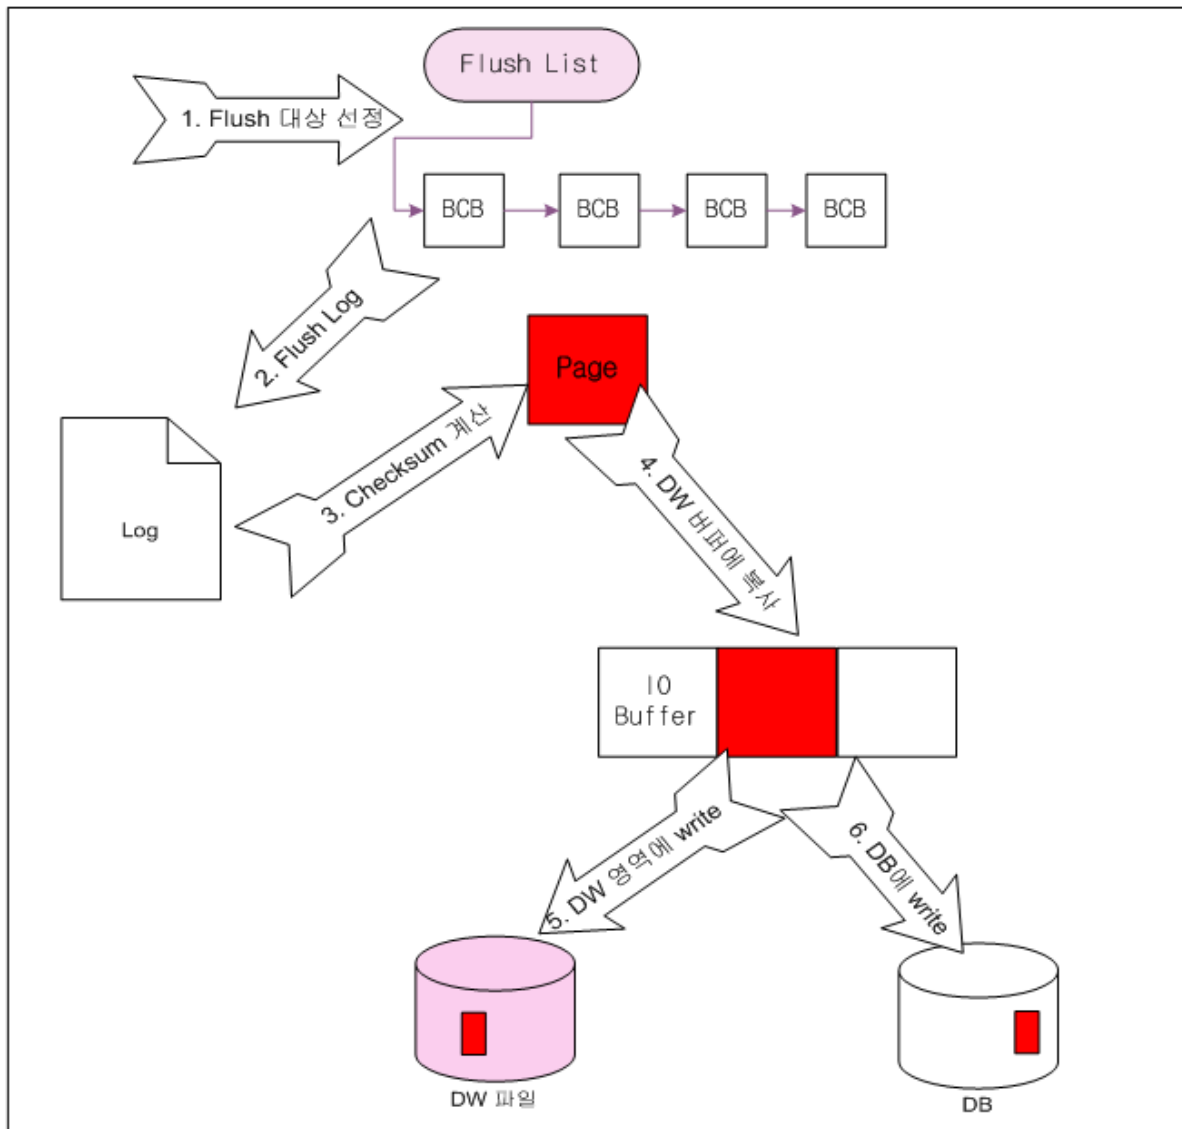 Flush List
1. Flush 대상 선정
BCB
BCB
BCB
BCB
2. Flush Log
Page
3. Checksum 계산
Log
4. DW 버퍼에 복사
IO
Buffer
5. DW 영역에 write
6. DB에 write
DW 파일
DB